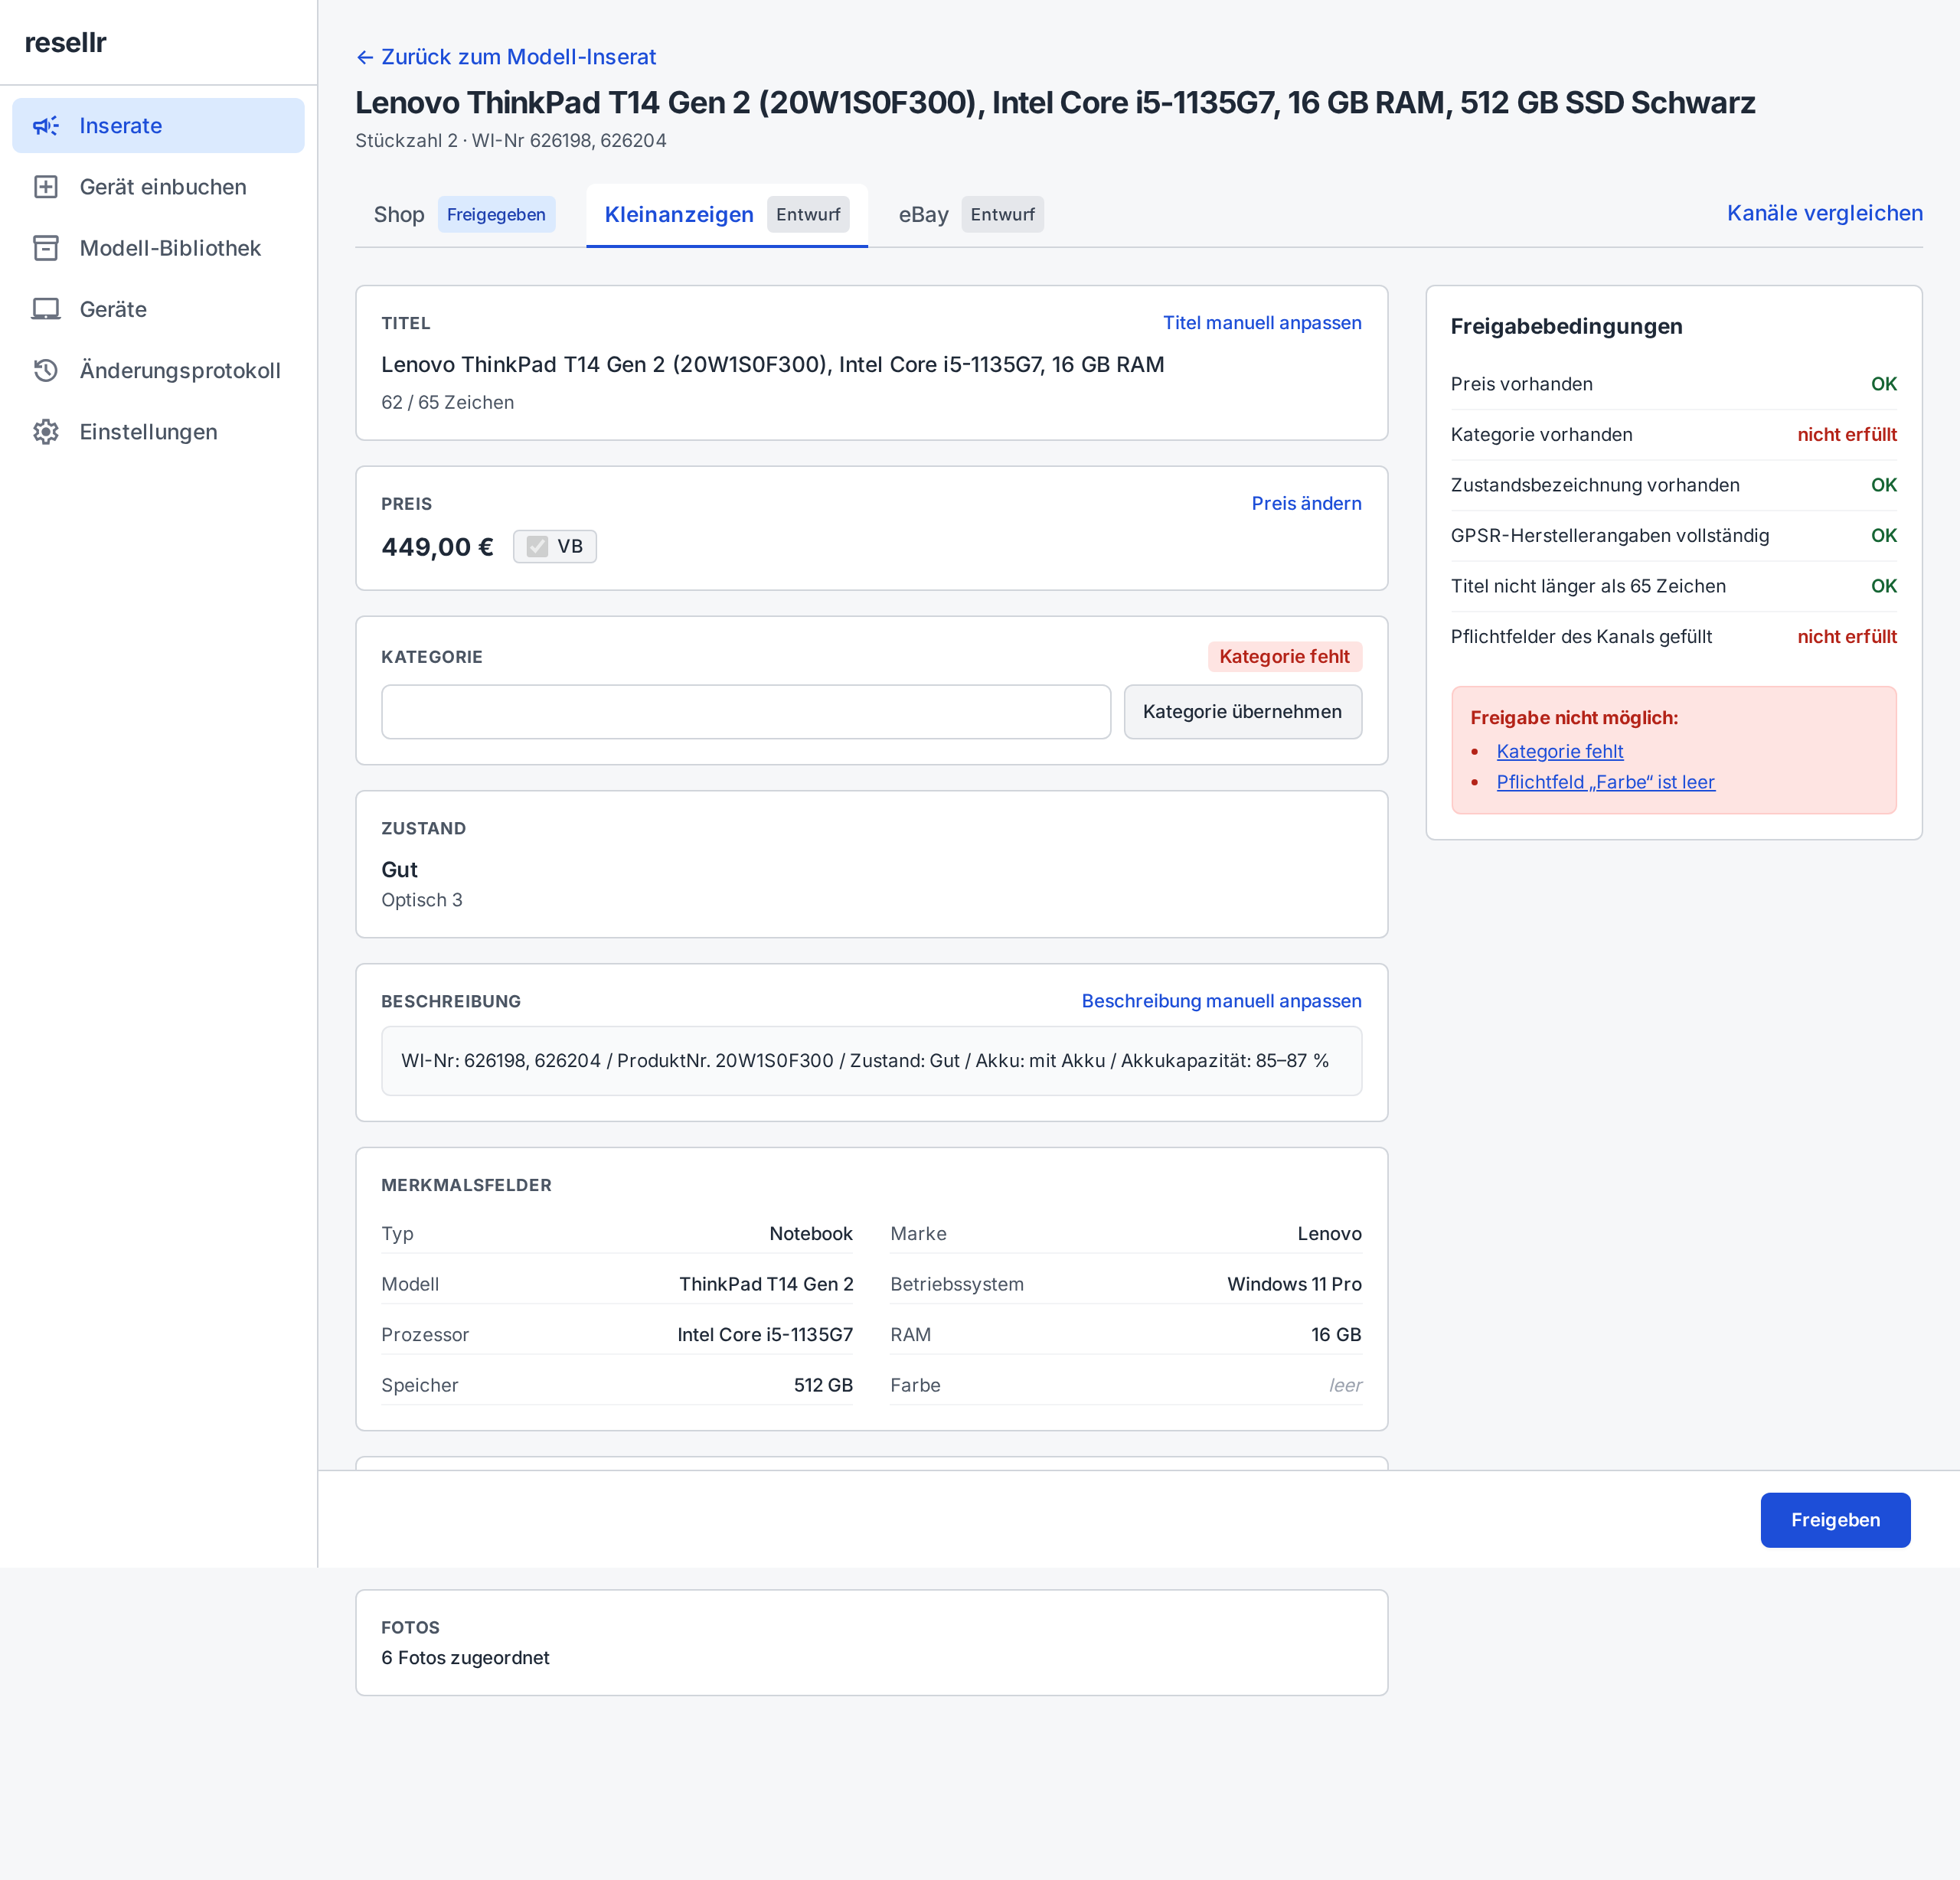 resellr
Inserate
Gerät einbuchen
Modell-Bibliothek
Geräte
Änderungsprotokoll
Einstellungen
← Zurück zum Modell-Inserat
Lenovo ThinkPad T14 Gen 2 (20W1S0F300), Intel Core i5-1135G7, 16 GB RAM, 512 GB SSD Schwarz
Stückzahl 2 · WI-Nr 626198, 626204
Shop Freigegeben Kleinanzeigen Entwurf eBay Entwurf Kanäle vergleichen
TITEL Titel manuell anpassen
Lenovo ThinkPad T14 Gen 2 (20W1S0F300), Intel Core i5-1135G7, 16 GB RAM
62 / 65 Zeichen
PREIS Preis ändern
449,00 € VB
KATEGORIE Kategorie fehlt
Kategorie übernehmen
ZUSTAND
Gut
Optisch 3
BESCHREIBUNG Beschreibung manuell anpassen
WI-Nr: 626198, 626204 / ProduktNr. 20W1S0F300 / Zustand: Gut / Akku: mit Akku / Akkukapazität: 85–87 %
MERKMALSFELDER
Typ Notebook Marke Lenovo
Modell ThinkPad T14 Gen 2 Betriebssystem Windows 11 Pro
Prozessor Intel Core i5-1135G7 RAM 16 GB
Speicher 512 GB Farbe leer
Freigabebedingungen
Preis vorhanden OK
Kategorie vorhanden nicht erfüllt
Zustandsbezeichnung vorhanden OK
GPSR-Herstellerangaben vollständig OK
Titel nicht länger als 65 Zeichen OK
Pflichtfelder des Kanals gefüllt nicht erfüllt
Freigabe nicht möglich:
• Kategorie fehlt
• Pflichtfeld „Farbe“ ist leer
Freigeben
FOTOS
6 Fotos zugeordnet